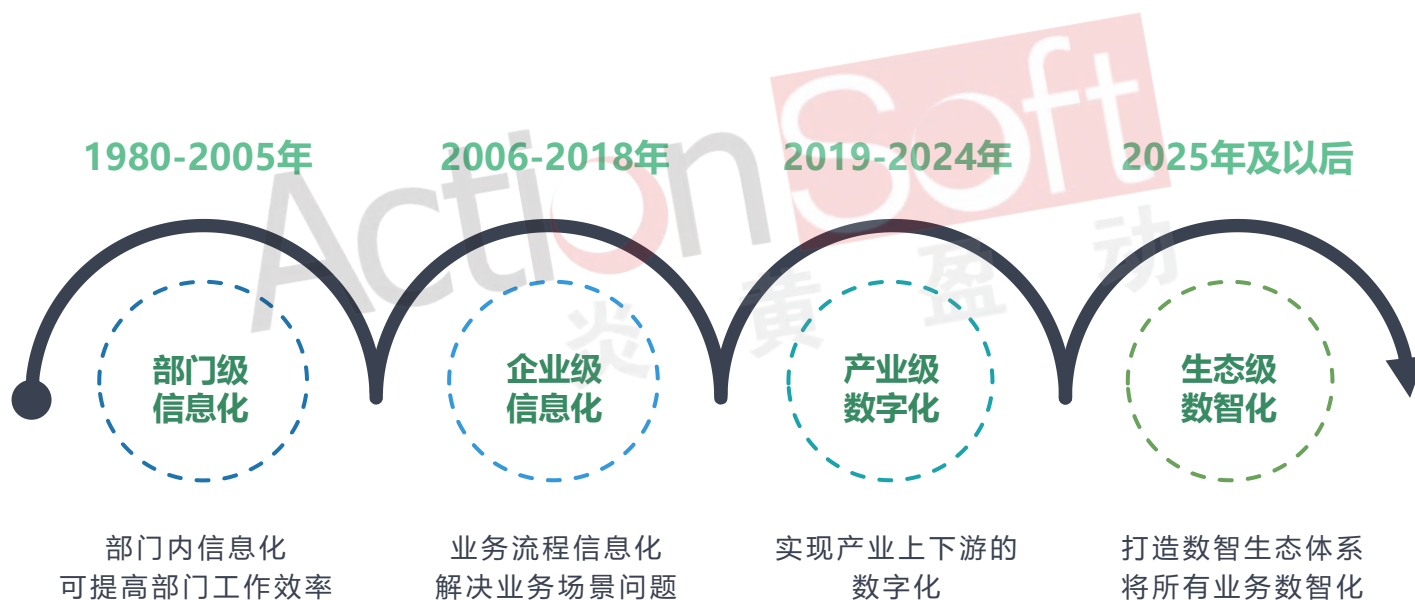 1980-2005年
2006-2018年
2019-2024年
2025年及以后
ActionSoft
炎黄盈动
部门级
信息化
企业级
信息化
产业级
数字化
生态级
数智化
部门内信息化
可提高部门工作效率
业务流程信息化
解决业务场景问题
实现产业上下游的
数字化
打造数智生态体系
将所有业务数智化